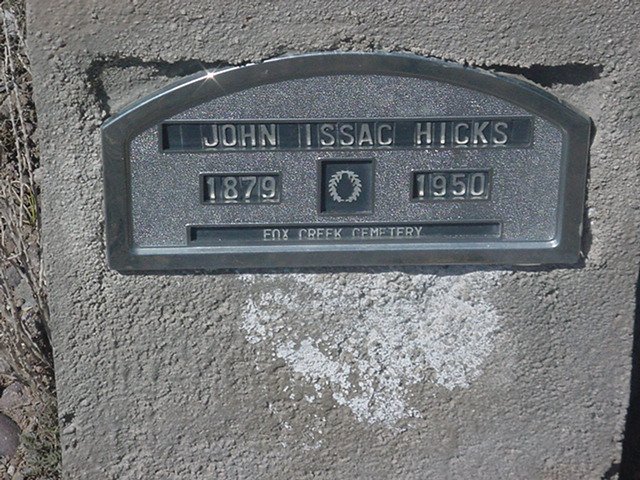 JOHN ISSAC HICKS
1879 1950
FOX CREEK CEMETERY